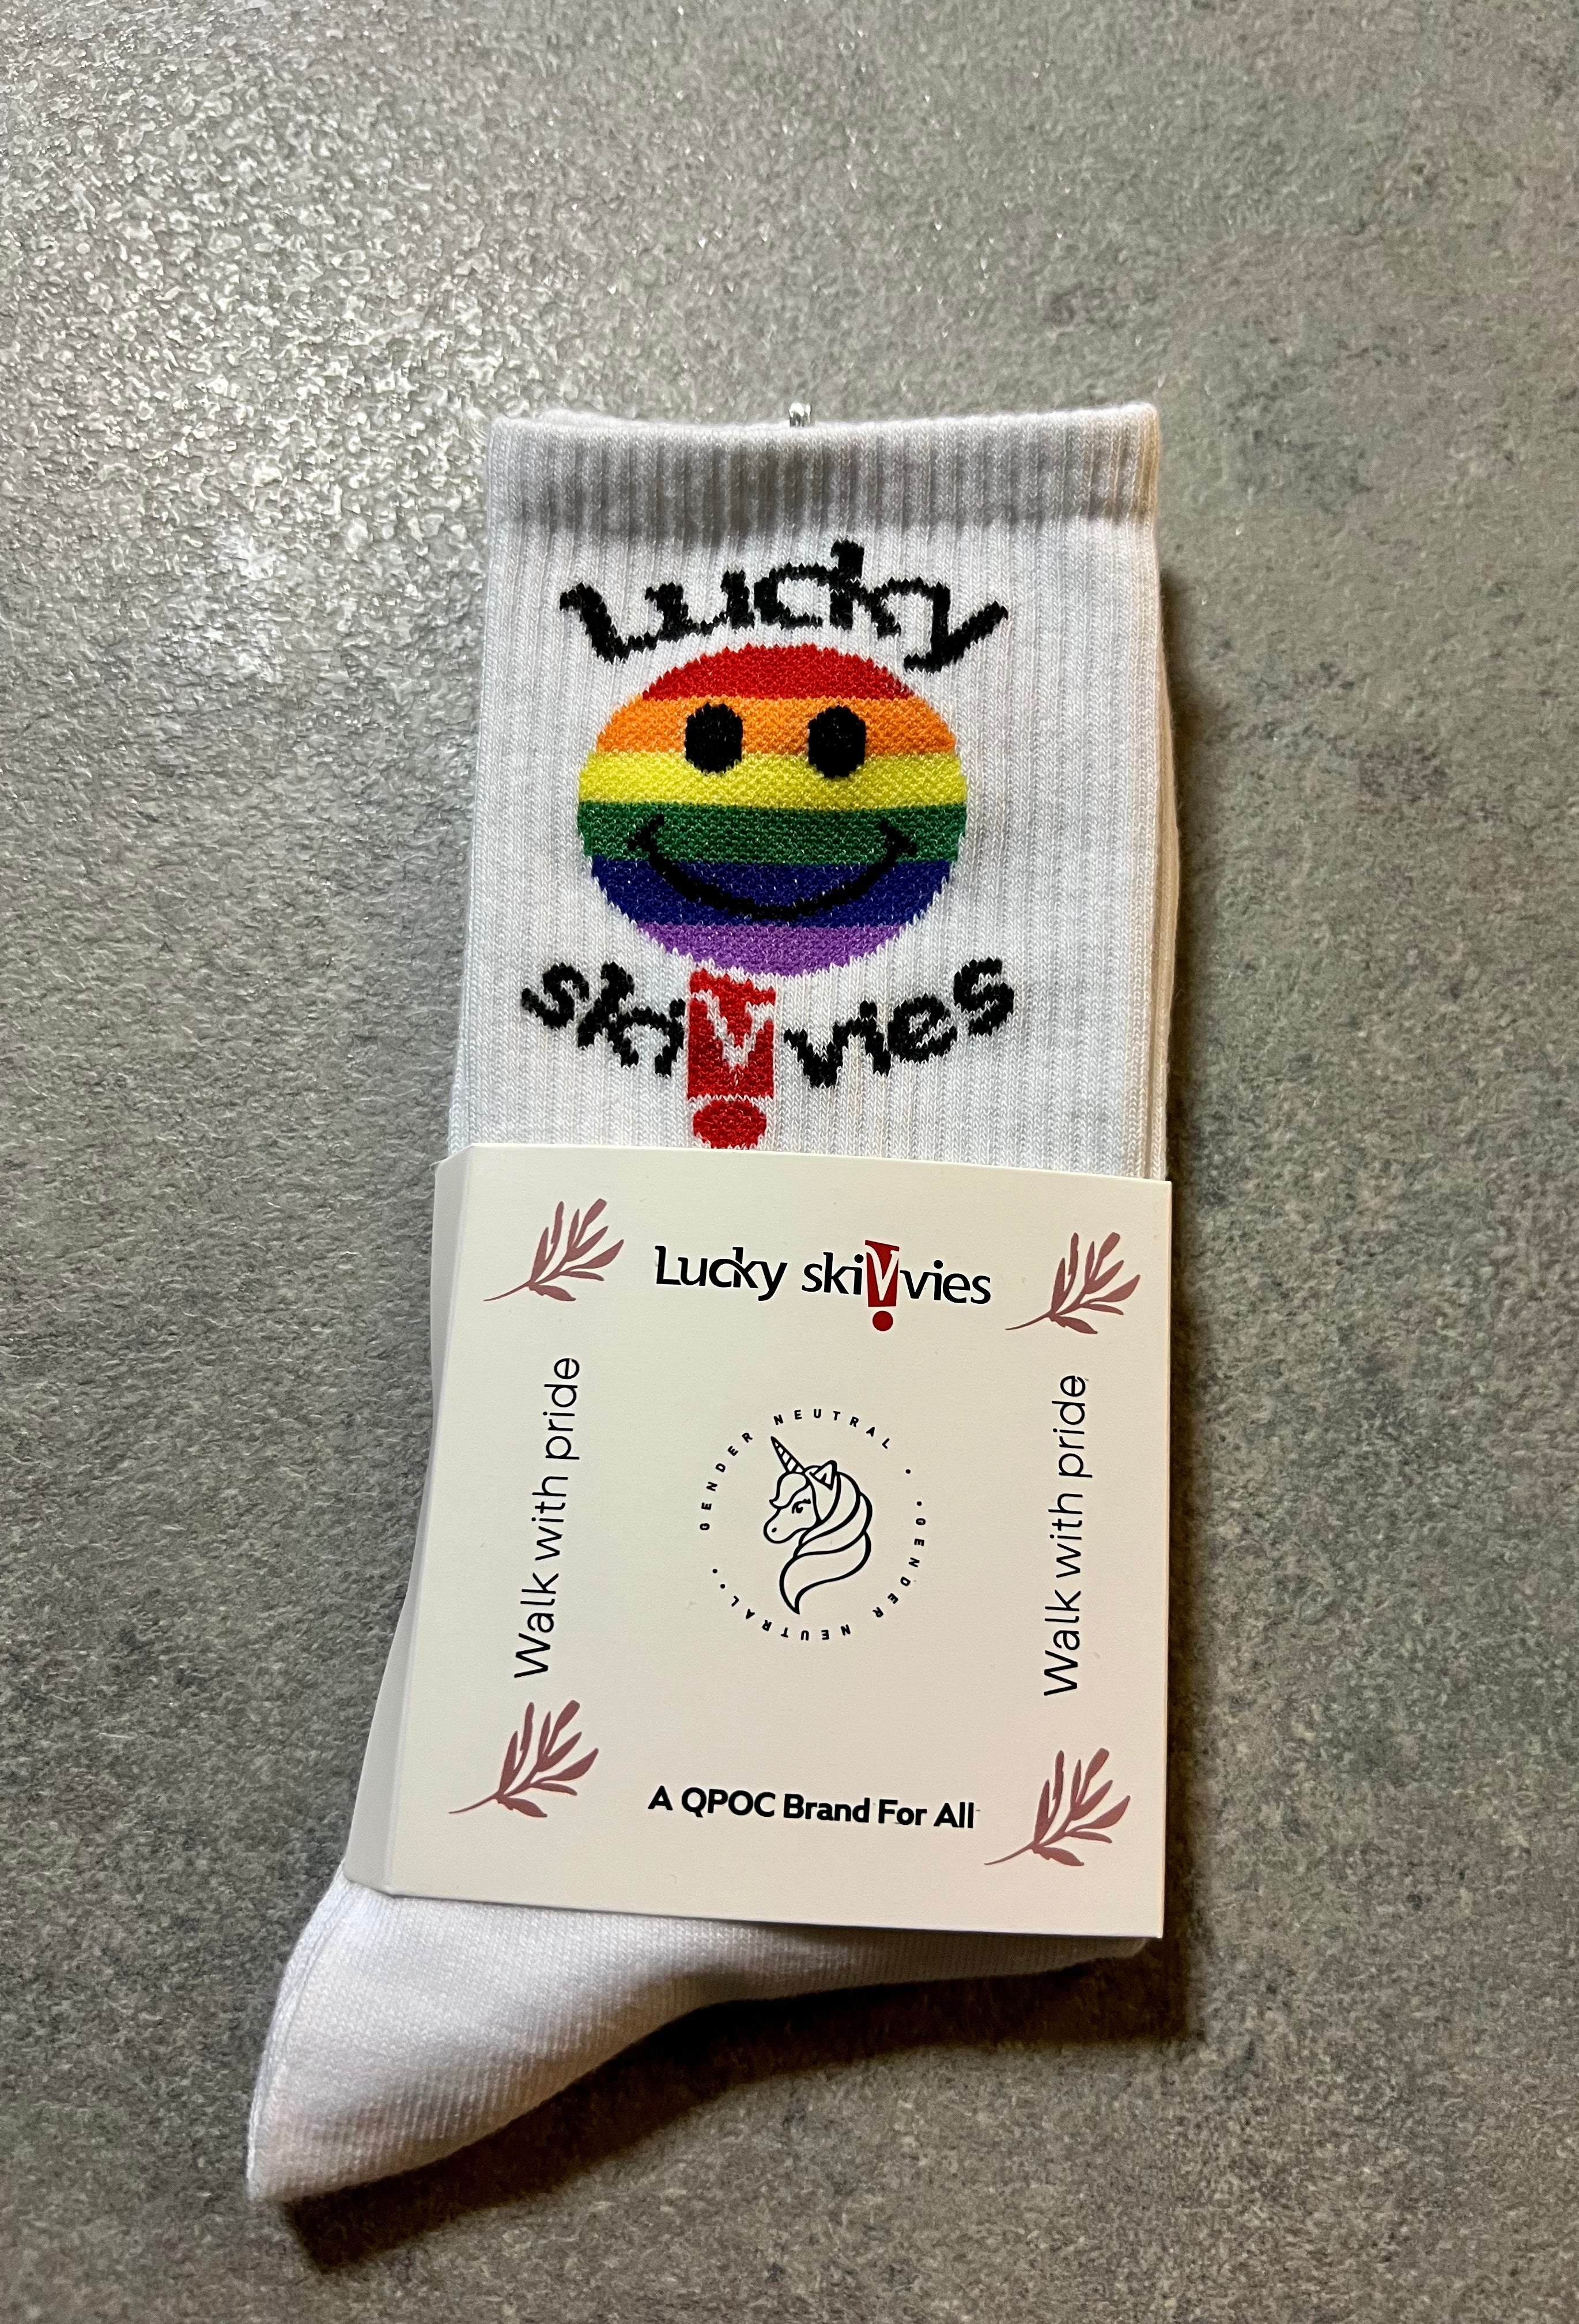 Lucky
skiVvies
Lucky skiVvies
Walk with pride
GENDER NEUTRAL • • GENDER NEUTRAL • •
Walk with pride
A QPOC Brand For All